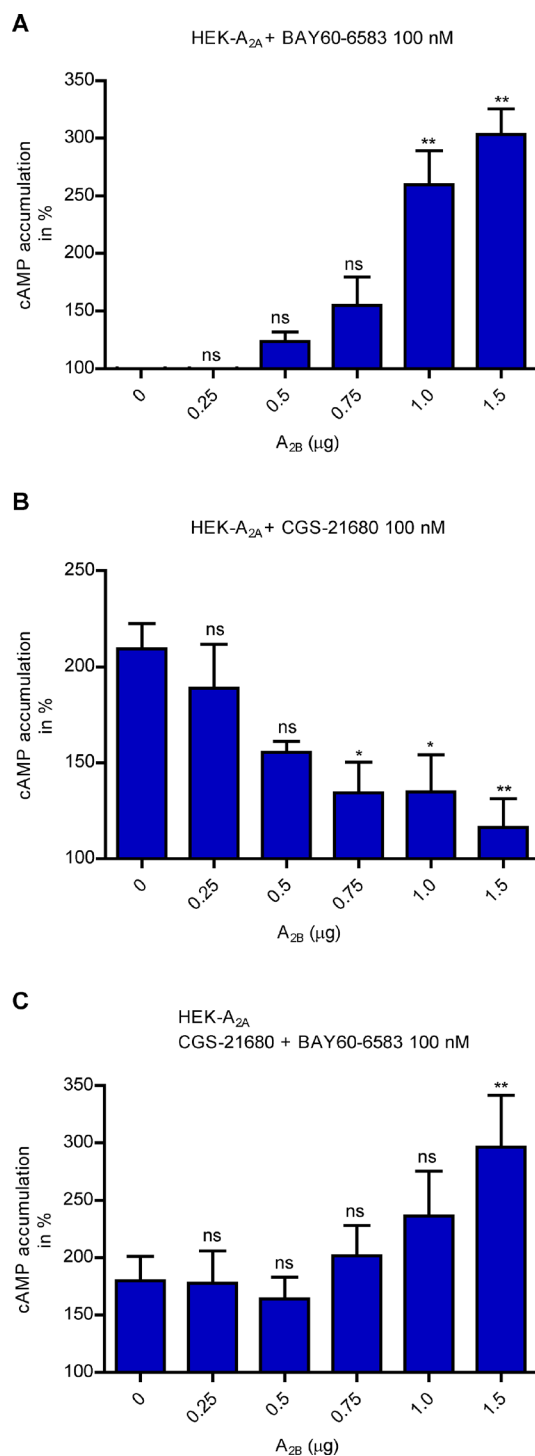 A
HEK-A2A + BAY60-6583 100 nM
cAMP accumulation
in %
350
300
250
200
150
100
ns
ns
ns
**
**
0
0.25
0.5
0.75
1.0
1.5
A2B (μg)
B
HEK-A2A + CGS-21680 100 nM
cAMP accumulation
in %
250
200
150
100
ns
ns
*
*
**
0
0.25
0.5
0.75
1.0
1.5
A2B (μg)
C
HEK-A2A
CGS-21680 + BAY60-6583 100 nM
cAMP accumulation
in %
350
300
250
200
150
100
ns
ns
ns
ns
**
0
0.25
0.5
0.75
1.0
1.5